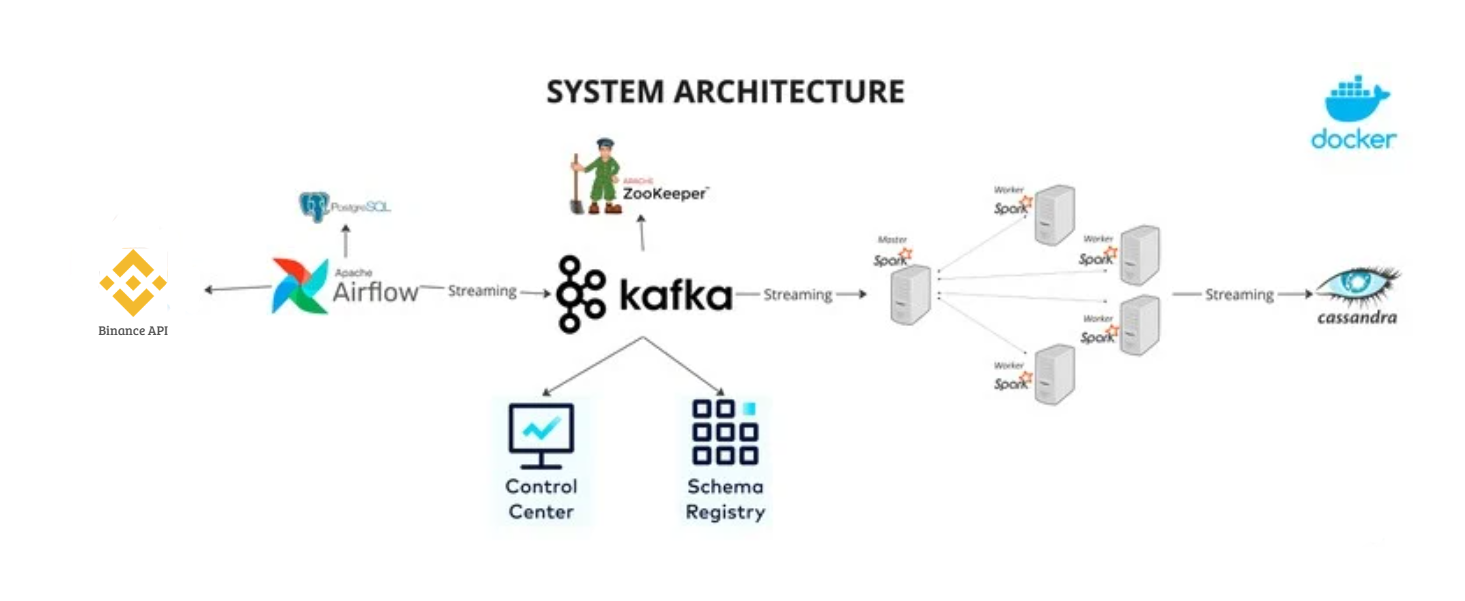 SYSTEM ARCHITECTURE
docker
APACHE
ZooKeeper™
PostgreSQL
Binance API
Apache
Airflow
Streaming
kafka
Streaming
Master
Spark
Worker
Spark
Worker
Spark
Worker
Spark
Worker
Spark
Streaming
cassandra
Control
Center
Schema
Registry